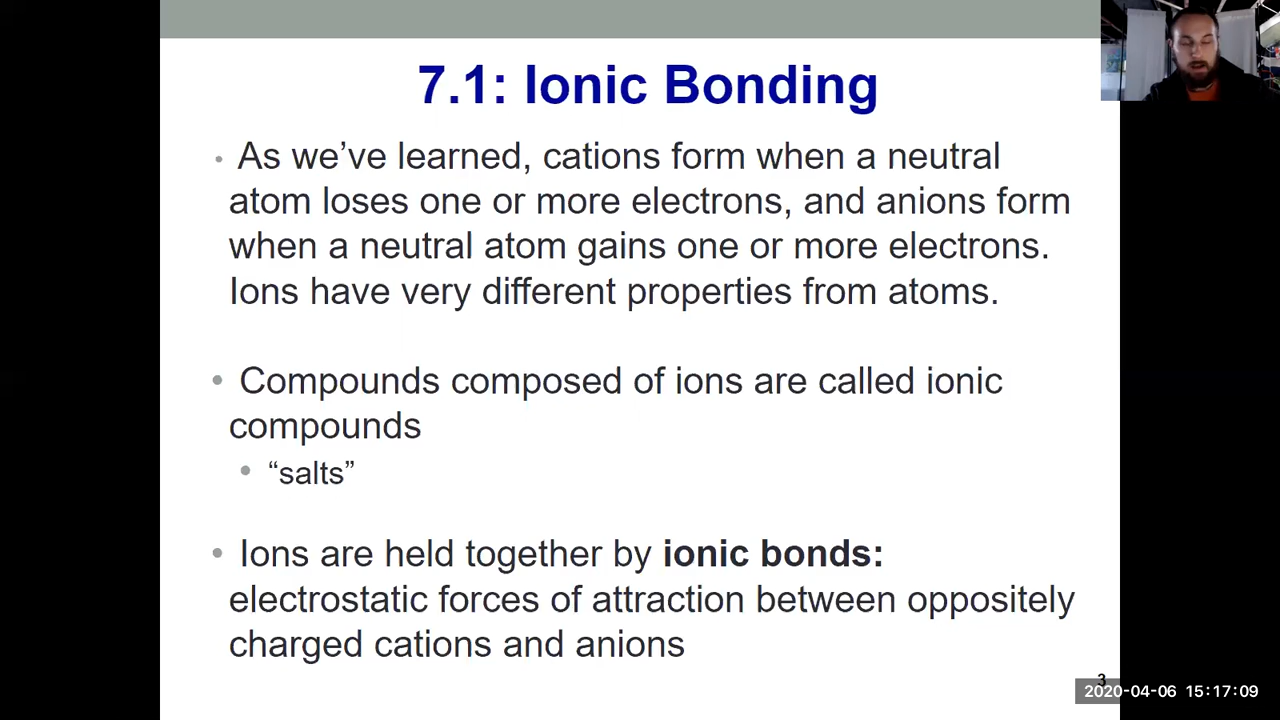 7.1: Ionic Bonding
• As we’ve learned, cations form when a neutral
atom loses one or more electrons, and anions form
when a neutral atom gains one or more electrons.
Ions have very different properties from atoms.
• Compounds composed of ions are called ionic
compounds
• “salts”
• Ions are held together by ionic bonds:
electrostatic forces of attraction between oppositely
charged cations and anions
3
2020-04-06 15:17:09